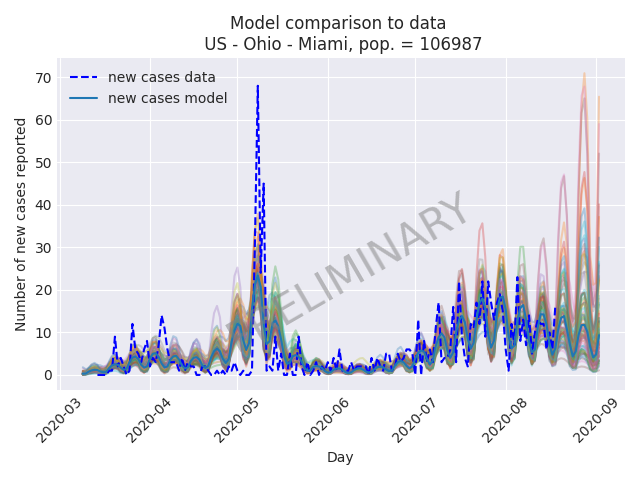 Model comparison to data
US - Ohio - Miami, pop. = 106987
new cases data
new cases model
PRELIMINARY
Number of new cases reported
70
60
50
40
30
20
10
0
2020-03
2020-04
2020-05
2020-06
2020-07
2020-08
2020-09
Day